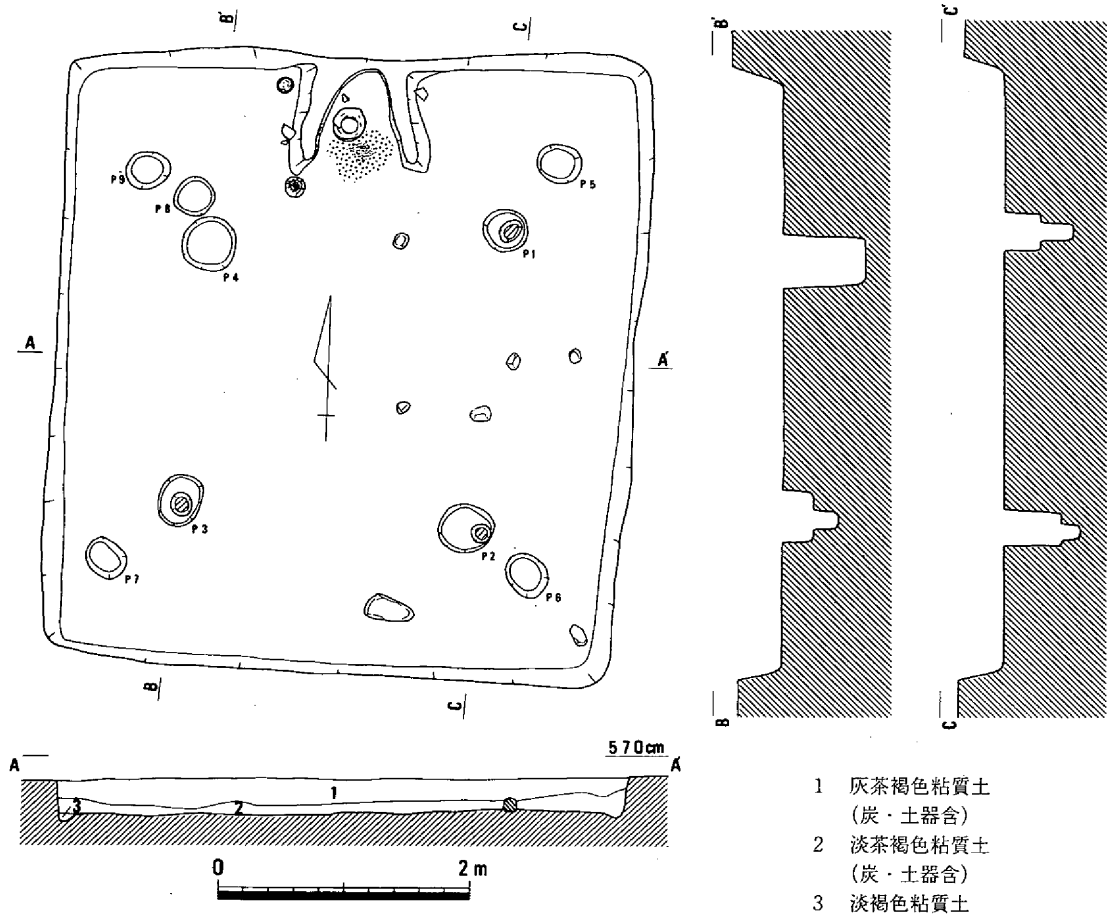 B'
C'
P9
P8
P4
P5
P1
A
A'
P3
P7
P2
P6
B
C
B'
B
C'
C
A
570cm
A'
1
2
3
0
2 m
1 灰茶褐色粘質土
(炭・土器含)
2 淡茶褐色粘質土
(炭・土器含)
3 淡褐色粘質土